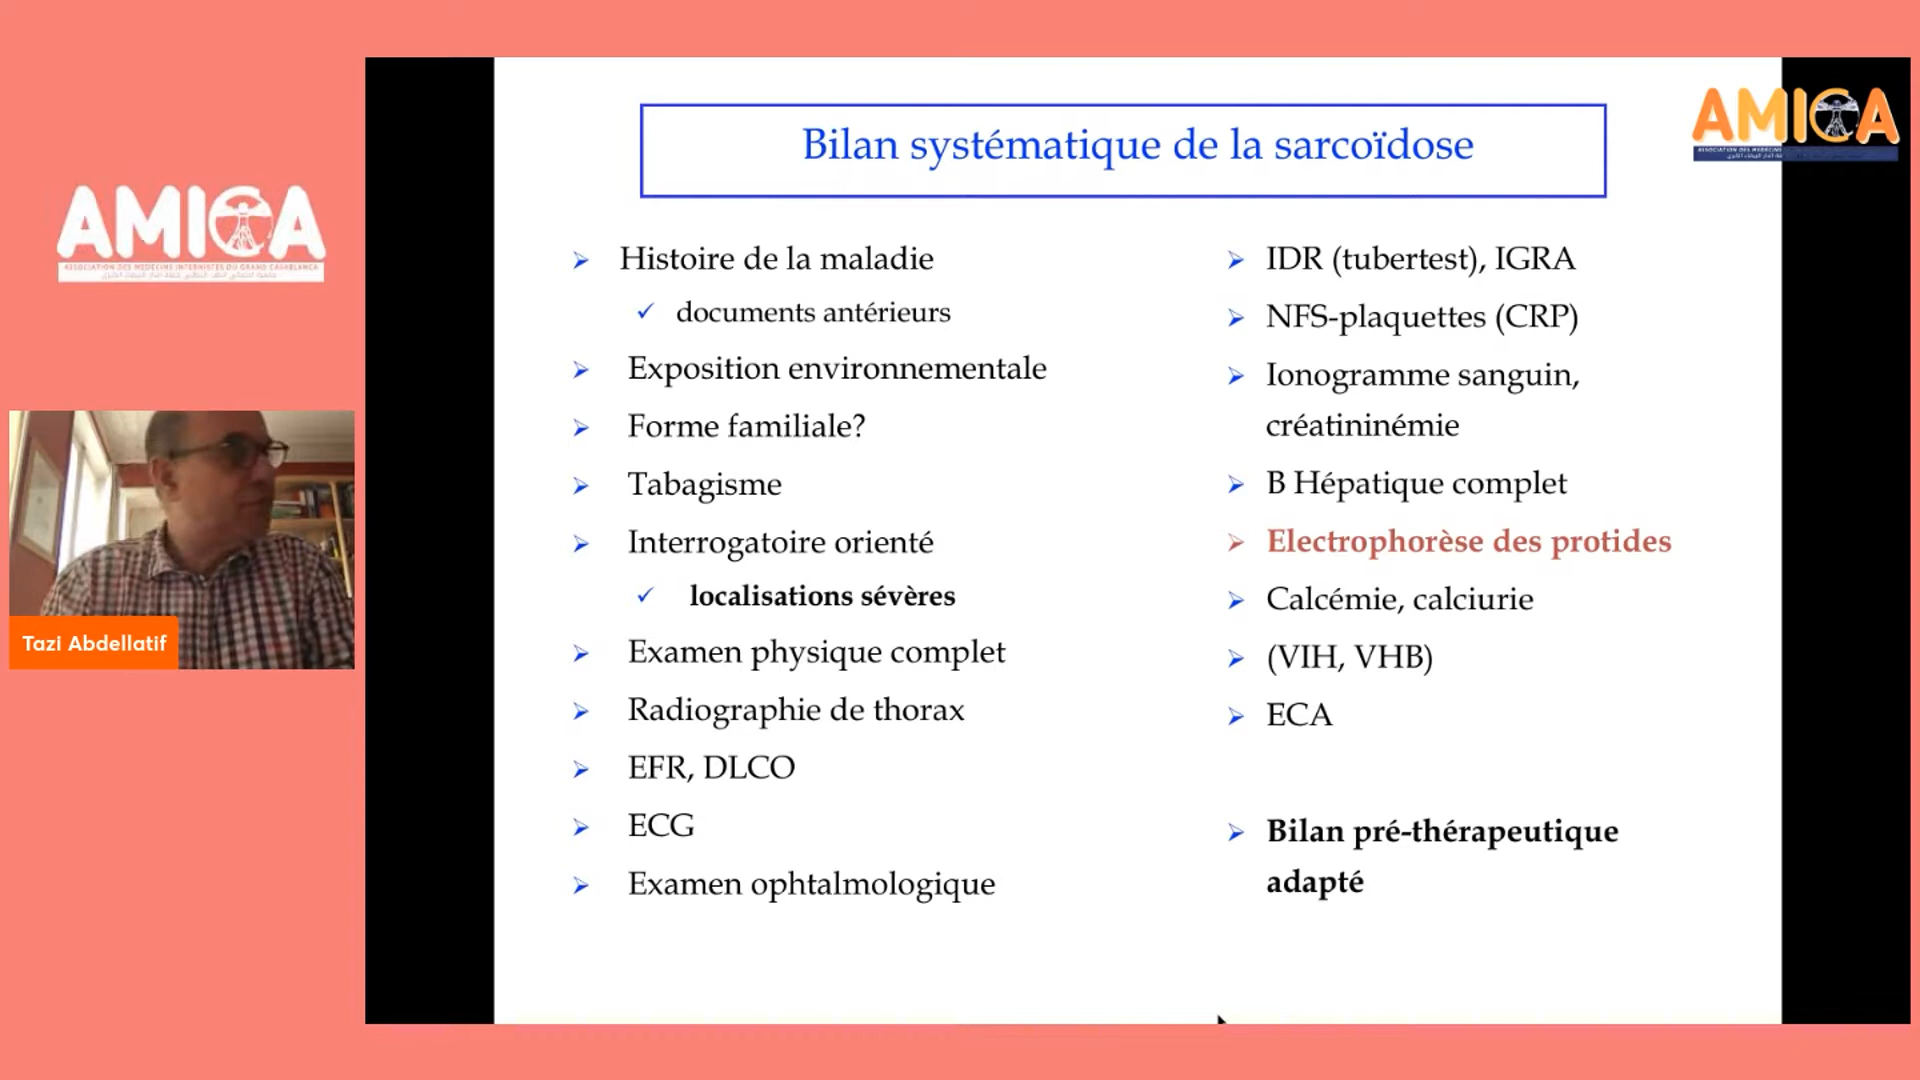 AMICA
ASSOCIATION DES MEDECINS INTERNISTES DU GRAND CASABLANCA
Tazi Abdellatif
AMICA
Bilan systématique de la sarcoïdose
Histoire de la maladie
documents antérieurs
Exposition environnementale
Forme familiale?
Tabagisme
Interrogatoire orienté
localisations sévères
Examen physique complet
Radiographie de thorax
EFR, DLCO
ECG
Examen ophtalmologique
IDR (tubertest), IGRA
NFS-plaquettes (CRP)
Ionogramme sanguin,
créatininémie
B Hépatique complet
Electrophorèse des protides
Calcémie, calciurie
(VIH, VHB)
ECA
Bilan pré-thérapeutique
adapté